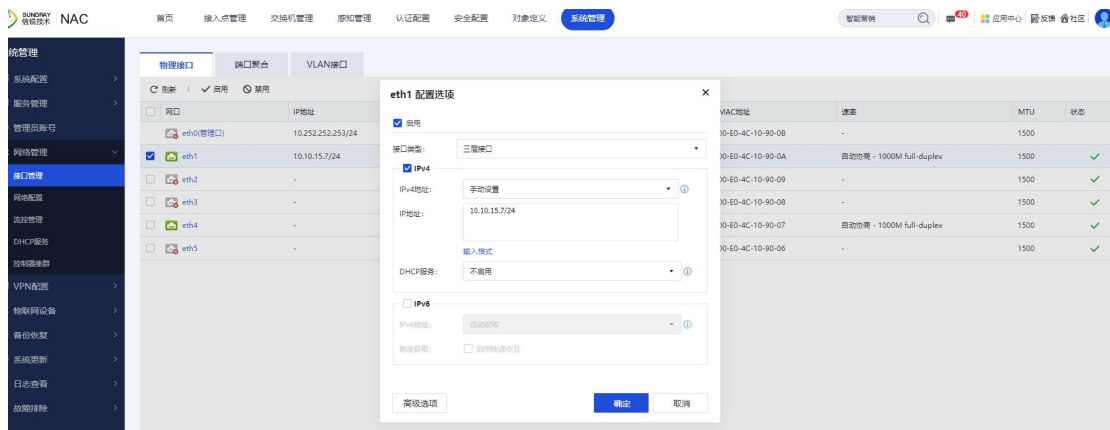 SUNDRAY 信锐技术 NAC 首页 接入点管理 交换机管理 感知管理 认证配置 安全配置 对象定义 系统管理 智能营销 40 应用中心 反馈 社区
统管理
系统配置
服务管理
管理员账号
网络管理
接口管理
网络配置
流控管理
DHCP服务
控制器集群
VPN配置
物联网设备
备份恢复
系统更新
日志查看
故障排除
物理接口 端口聚合 VLAN接口
刷新 启用 禁用
网口 IP地址 MAC地址 速率 MTU 状态
eth0(管理口) 10.252.252.253/24 00-E0-4C-10-90-0B - 1500
eth1 10.10.15.7/24 00-E0-4C-10-90-0A 自动协商 - 1000M full-duplex 1500
eth2 - 00-E0-4C-10-90-09 - 1500
eth3 - 00-E0-4C-10-90-08 - 1500
eth4 - 00-E0-4C-10-90-07 自动协商 - 1000M full-duplex 1500
eth5 - 00-E0-4C-10-90-06 - 1500
eth1 配置选项
启用
接口类型: 三层接口
IPv4
IPv4地址: 手动设置
IP地址: 10.10.15.7/24
输入格式
DHCP服务: 不启用
IPv6
IPv6地址: 自动获取
地址获取: 启用快速交互
高级选项 确定 取消